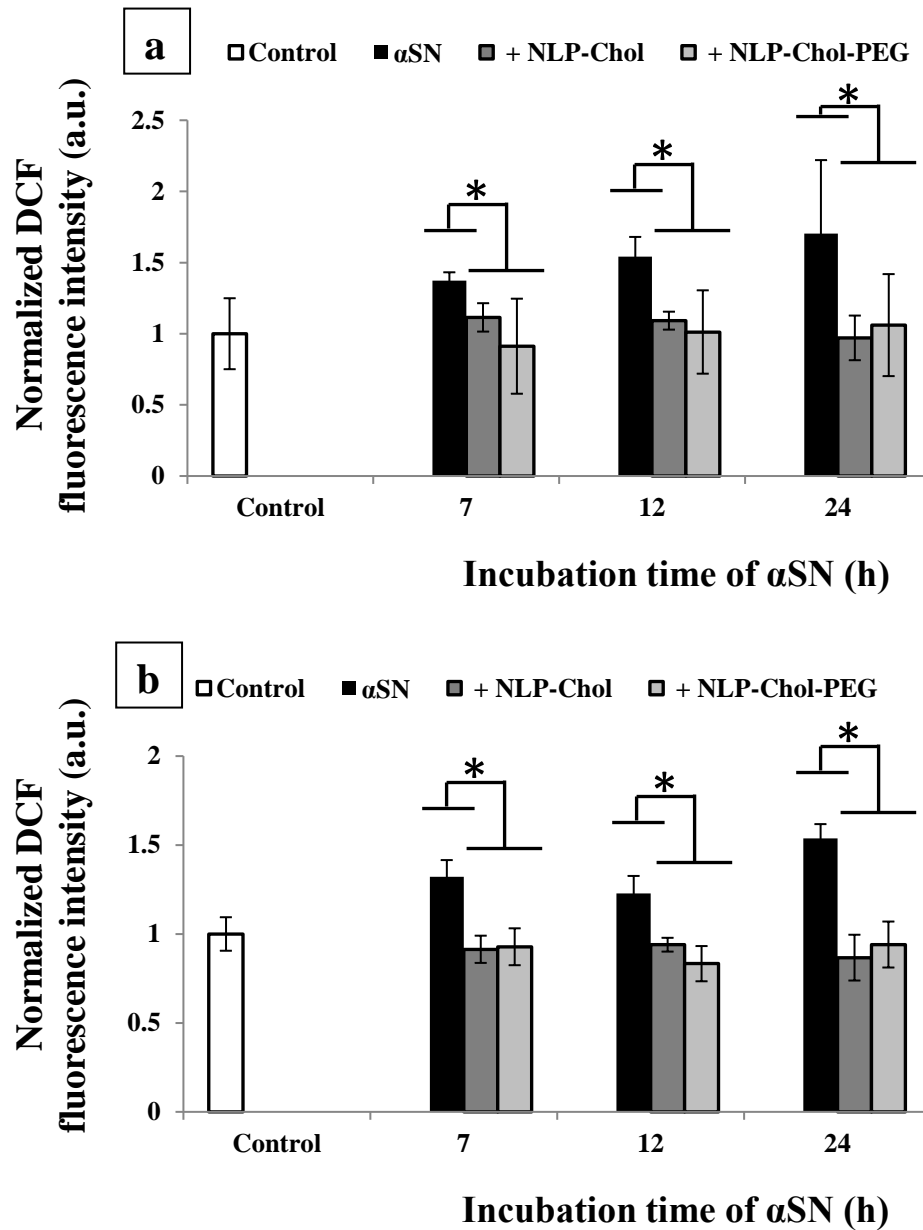 a
Control αSN + NLP-Chol + NLP-Chol-PEG
Normalized DCF
fluorescence intensity (a.u.)
2.5
2
1.5
1
0.5
0
*
*
*
Control 7 12 24
Incubation time of αSN (h)
b
Control αSN + NLP-Chol + NLP-Chol-PEG
Normalized DCF
fluorescence intensity (a.u.)
2
1.5
1
0.5
0
*
*
*
Control 7 12 24
Incubation time of αSN (h)